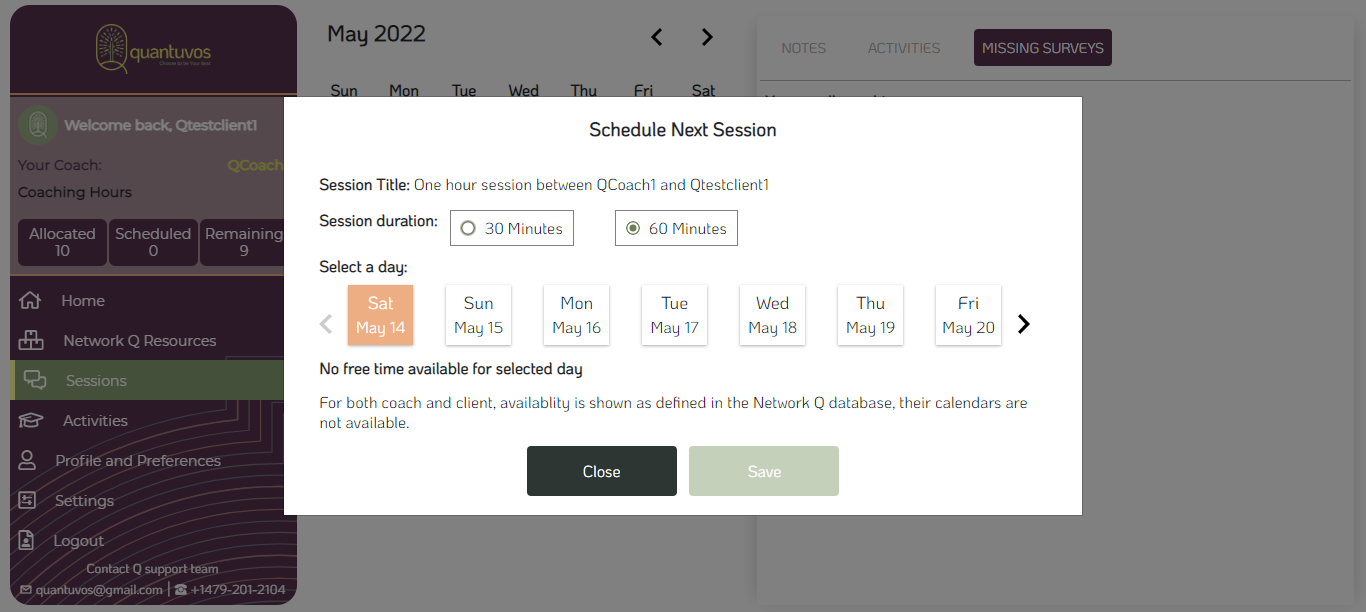 quantuvos
Choose to be Your Best
Welcome back, Qtestclient1
Your Coach: QCoach
Coaching Hours
Allocated
10
Scheduled
0
Remaining
9
Home
Network Q Resources
Sessions
Activities
Profile and Preferences
Settings
Logout
Contact Q support team
quantuvos@gmail.com | +1479-201-2104
May 2022
Sun Mon Tue Wed Thu Fri Sat
NOTES ACTIVITIES MISSING SURVEYS
Schedule Next Session
Session Title: One hour session between QCoach1 and Qtestclient1
Session duration: 30 Minutes 60 Minutes
Select a day:
Sat Sun Mon Tue Wed Thu Fri
May 14 May 15 May 16 May 17 May 18 May 19 May 20
No free time available for selected day
For both coach and client, availablity is shown as defined in the Network Q database, their calendars are
not available.
Close Save